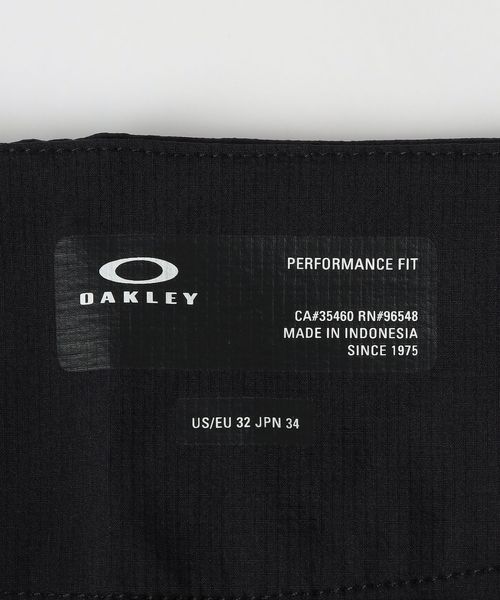 OAKLEY
PERFORMANCE FIT
CA#35460 RN#96548
MADE IN INDONESIA
SINCE 1975
US/EU 32 JPN 34